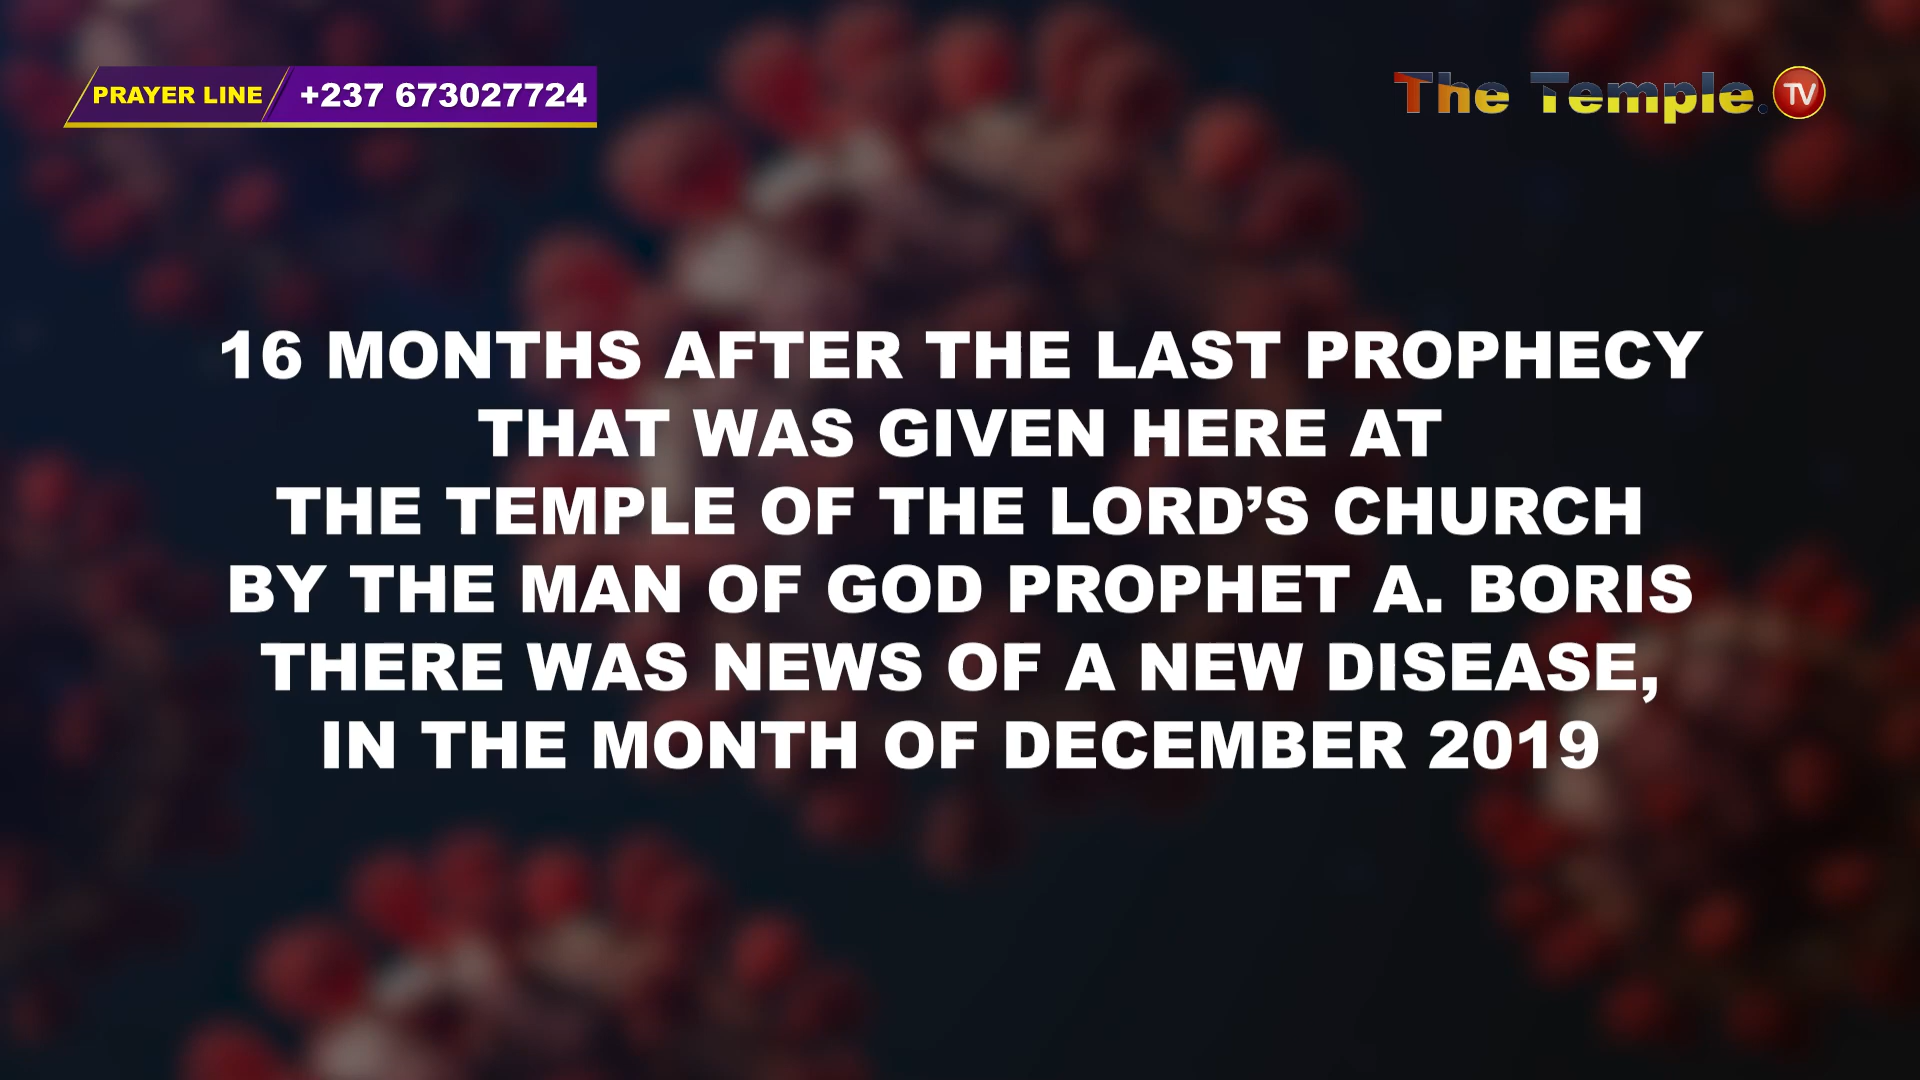 PRAYER LINE +237 673027724
The Temple. TV
16 MONTHS AFTER THE LAST PROPHECY
THAT WAS GIVEN HERE AT
THE TEMPLE OF THE LORD’S CHURCH
BY THE MAN OF GOD PROPHET A. BORIS
THERE WAS NEWS OF A NEW DISEASE,
IN THE MONTH OF DECEMBER 2019